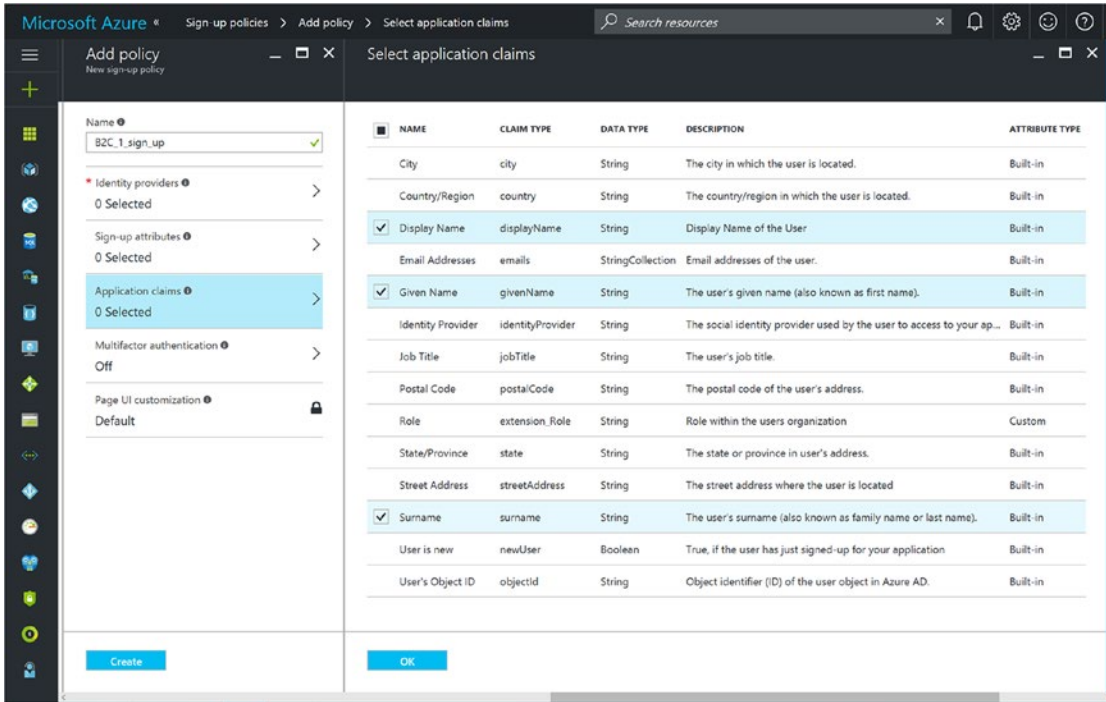 Microsoft Azure « Sign-up policies > Add policy > Select application claims Search resources
Add policy
New sign-up policy
Name
B2C_1_sign_up
* Identity providers
0 Selected
Sign-up attributes
0 Selected
Application claims
0 Selected
Multifactor authentication
Off
Page UI customization
Default
Create
Select application claims
NAME CLAIM TYPE DATA TYPE DESCRIPTION ATTRIBUTE TYPE
City city String The city in which the user is located. Built-in
Country/Region country String The country/region in which the user is located. Built-in
Display Name displayName String Display Name of the User Built-in
Email Addresses emails StringCollection Email addresses of the user. Built-in
Given Name givenName String The user's given name (also known as first name). Built-in
Identity Provider identityProvider String The social identity provider used by the user to access to your ap... Built-in
Job Title jobTitle String The user's job title. Built-in
Postal Code postalCode String The postal code of the user's address. Built-in
Role extension_Role String Role within the users organization Custom
State/Province state String The state or province in user's address. Built-in
Street Address streetAddress String The street address where the user is located Built-in
Surname surname String The user's surname (also known as family name or last name). Built-in
User is new newUser Boolean True, if the user has just signed-up for your application Built-in
User's Object ID objectId String Object identifier (ID) of the user object in Azure AD. Built-in
OK